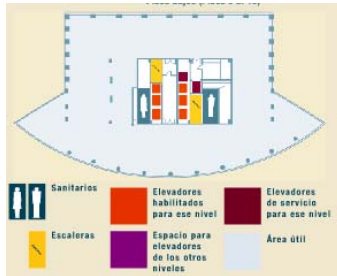 Sanitarios
Elevadores
habilitados
para ese nivel
Elevadores
de servicio
para ese nivel
Escaleras
Espacio para
elevadores
de los otros
niveles
Área útil